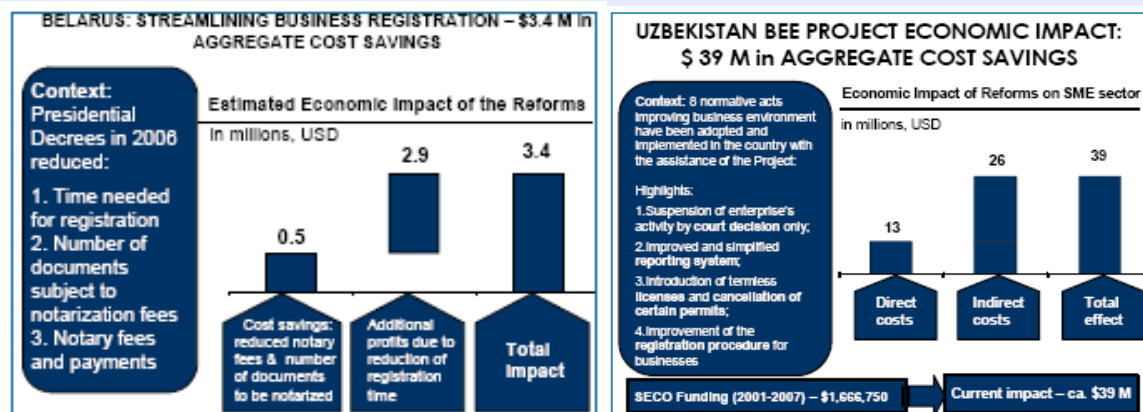 BELARUS: STREAMLINING BUSINESS REGISTRATION – $3.4 M in
AGGREGATE COST SAVINGS
Context:
Presidential
Decrees in 2006
reduced:
1. Time needed
for registration
2. Number of
documents
subject to
notarization fees
3. Notary fees
and payments
Estimated Economic Impact of the Reforms
in millions, USD
0.5
2.9
3.4
Cost savings:
reduced notary
fees & number
of documents
to be notarized
Additional
profits due to
reduction of
registration
time
Total
Impact
UZBEKISTAN BEE PROJECT ECONOMIC IMPACT:
$ 39 M in AGGREGATE COST SAVINGS
Context: 8 normative acts
improving business environment
have been adopted and
implemented in the country with
the assistance of the Project:
Highlights:
1.Suspension of enterprise's
activity by court decision only;
2.Improved and simplified
reporting system;
3.Introduction of termless
licenses and cancellation of
certain permits;
4.Improvement of the
registration procedure for
businesses
Economic Impact of Reforms on SME sector
in millions, USD
13
26
39
Direct
costs
Indirect
costs
Total
effect
SECO Funding (2001-2007) – $1,666,750
Current impact – ca. $39 M